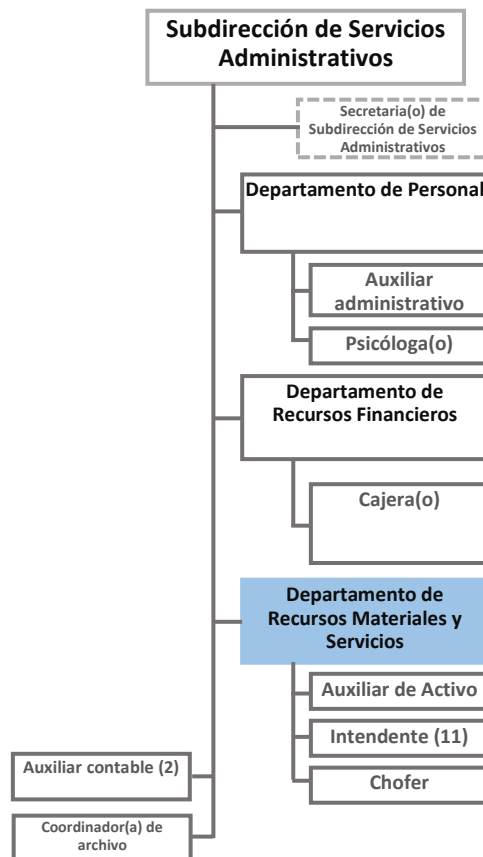 Subdirección de Servicios
Administrativos
Secretaria(o) de
Subdirección de Servicios
Administrativos
Departamento de Personal
Auxiliar
administrativo
Psicóloga(o)
Departamento de
Recursos Financieros
Cajera(o)
Departamento de
Recursos Materiales y
Servicios
Auxiliar de Activo
Intendente (11)
Chofer
Auxiliar contable (2)
Coordinador(a) de
archivo